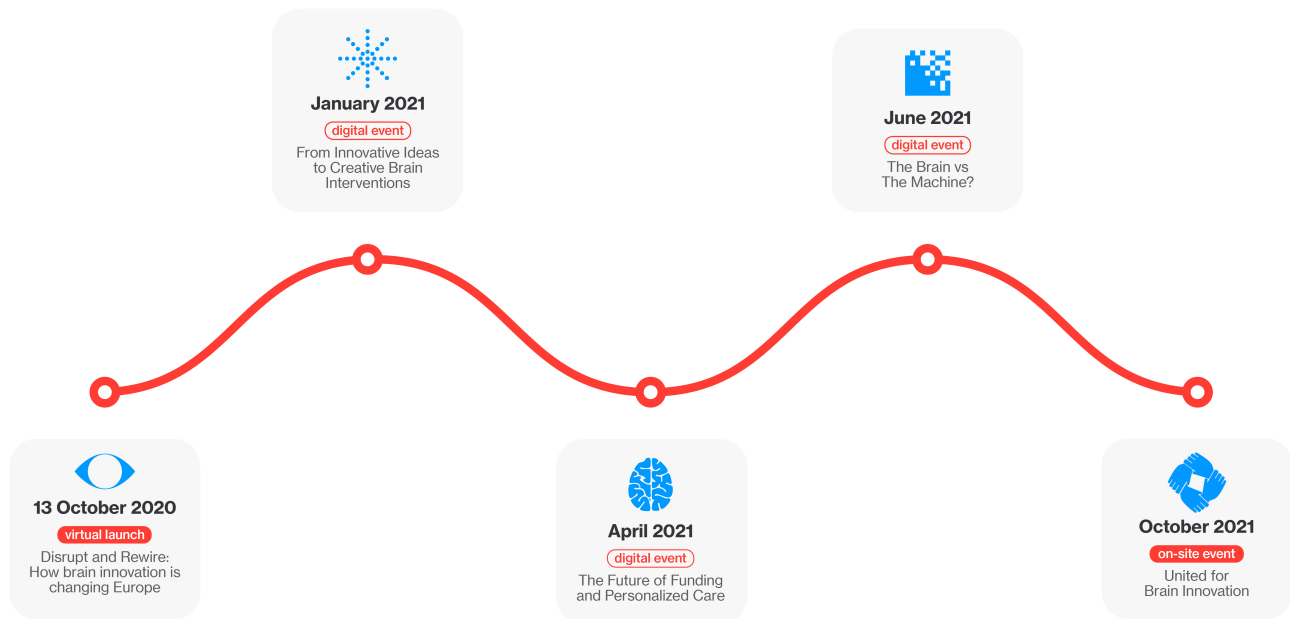 13 October 2020
virtual launch
Disrupt and Rewire:
How brain innovation is
changing Europe
January 2021
digital event
From Innovative Ideas
to Creative Brain
Interventions
April 2021
digital event
The Future of Funding
and Personalized Care
June 2021
digital event
The Brain vs
The Machine?
October 2021
on-site event
United for
Brain Innovation